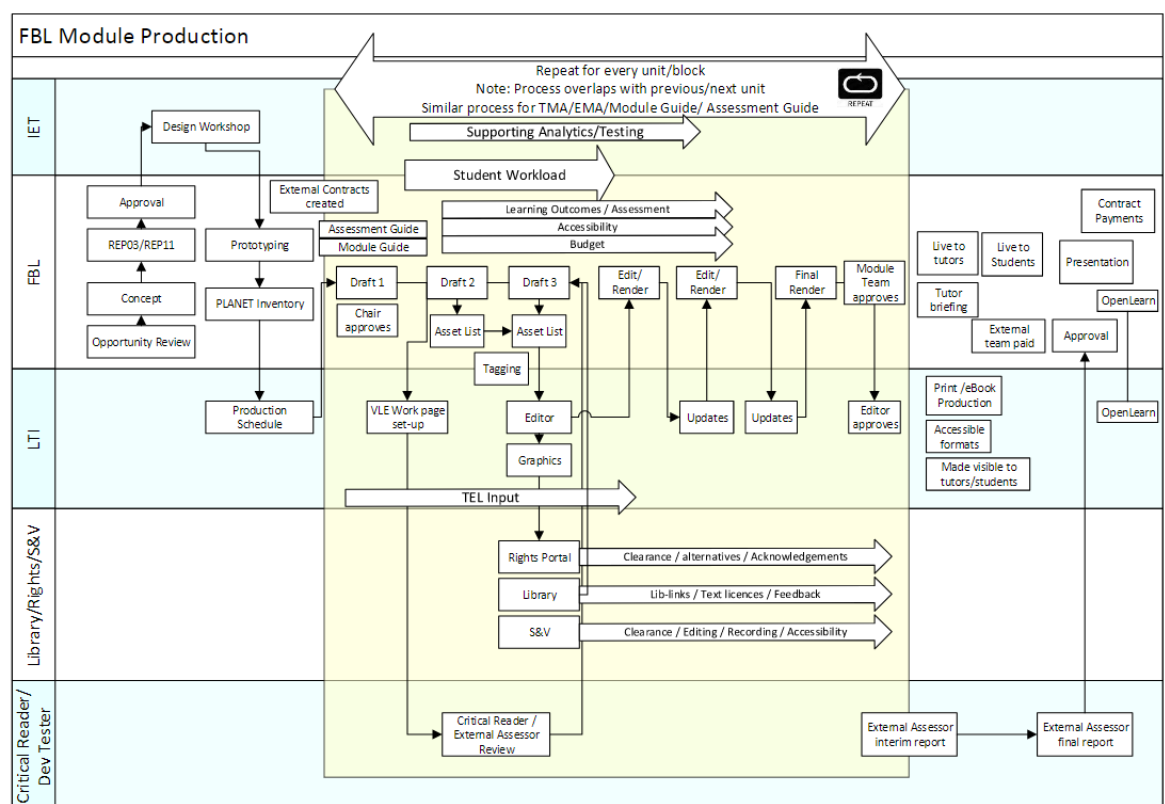 FBL Module Production
Repeat for every unit/block
Note: Process overlaps with previous/next unit
Similar process for TMA/EMA/Module Guide/ Assessment Guide
REPEAT
IET
Design Workshop
Supporting Analytics/Testing
Student Workload
FBL
Approval
External Contracts
created
REP03/REP11
Prototyping
Assessment Guide
Module Guide
Learning Outcomes / Assessment
Accessibility
Budget
Concept
PLANET Inventory
Opportunity Review
Draft 1
Chair
approves
Draft 2
Draft 3
Asset List
Asset List
Tagging
Edit/
Render
Edit/
Render
Final
Render
Module
Team
approves
Contract
Payments
Live to
tutors
Live to
Students
Presentation
Tutor
briefing
OpenLearn
External
team paid
Approval
LTI
Production
Schedule
VLE Work page
set-up
Editor
Graphics
Updates
Updates
Editor
approves
Print /eBook
Production
Accessible
formats
Made visible to
tutors/students
OpenLearn
TEL Input
Library/Rights/S&V
Rights Portal
Clearance / alternatives / Acknowledgements
Library
Lib-links / Text licences / Feedback
S&V
Clearance / Editing / Recording / Accessibility
Critical Reader/
Dev Tester
Critical Reader /
External Assessor
Review
External Assessor
interim report
External Assessor
final report